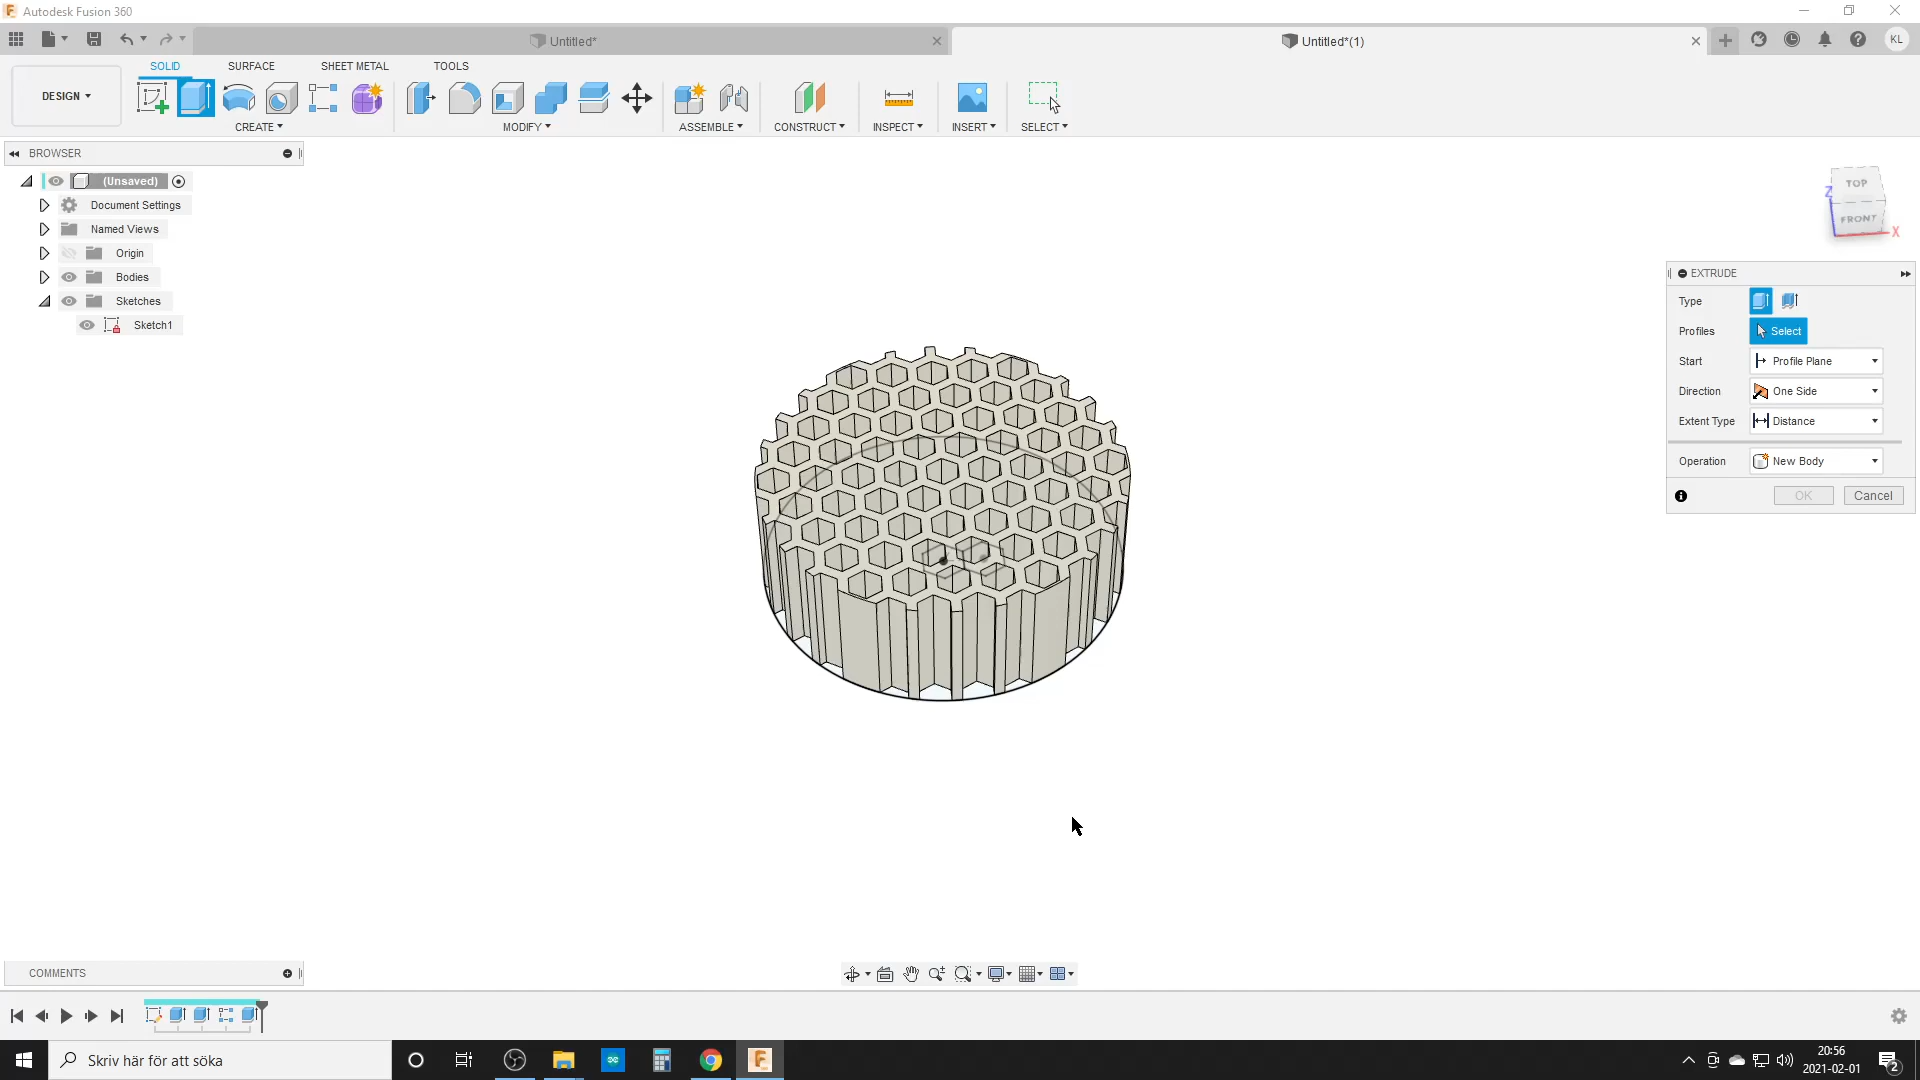 Autodesk Fusion 360
Untitled*
Untitled*(1)
KL
DESIGN
SOLID
SURFACE
SHEET METAL
TOOLS
CREATE
MODIFY
ASSEMBLE
CONSTRUCT
INSPECT
INSERT
SELECT
BROWSER
(Unsaved)
Document Settings
Named Views
Origin
Bodies
Sketches
Sketch1
TOP
FRONT
Z
X
EXTRUDE
Type
Profiles
Select
Start
Profile Plane
Direction
One Side
Extent Type
Distance
Operation
New Body
OK
Cancel
COMMENTS
Skriv här för att söka
20:56
2021-02-01
2